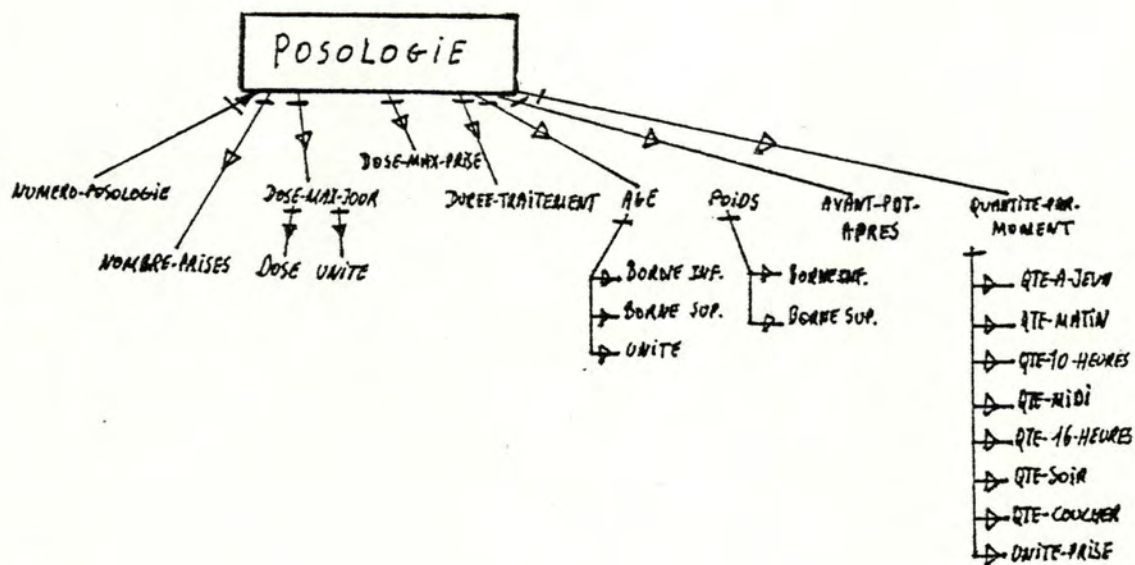 POSOLOGIE
DOSE-MAX-PRISE
NUMERO-POSOLOGIE
DOSE-MAX-JOUR
DUREE-TRAITEMENT
AGE
POIDS
AVANT-PDT-
APRES
QUANTITE-PAR-
MOMENT
NOMBRE-PRISES
DOSE
UNITE
BORNE INF.
BORNE SUP.
UNITE
BORNE INF.
BORNE SUP.
QTE-A-JEUN
QTE-MATIN
QTE-10-HEURES
QTE-MIDI
QTE-16-HEURES
QTE-SOIR
QTE-COUCHER
UNITE-PRISE